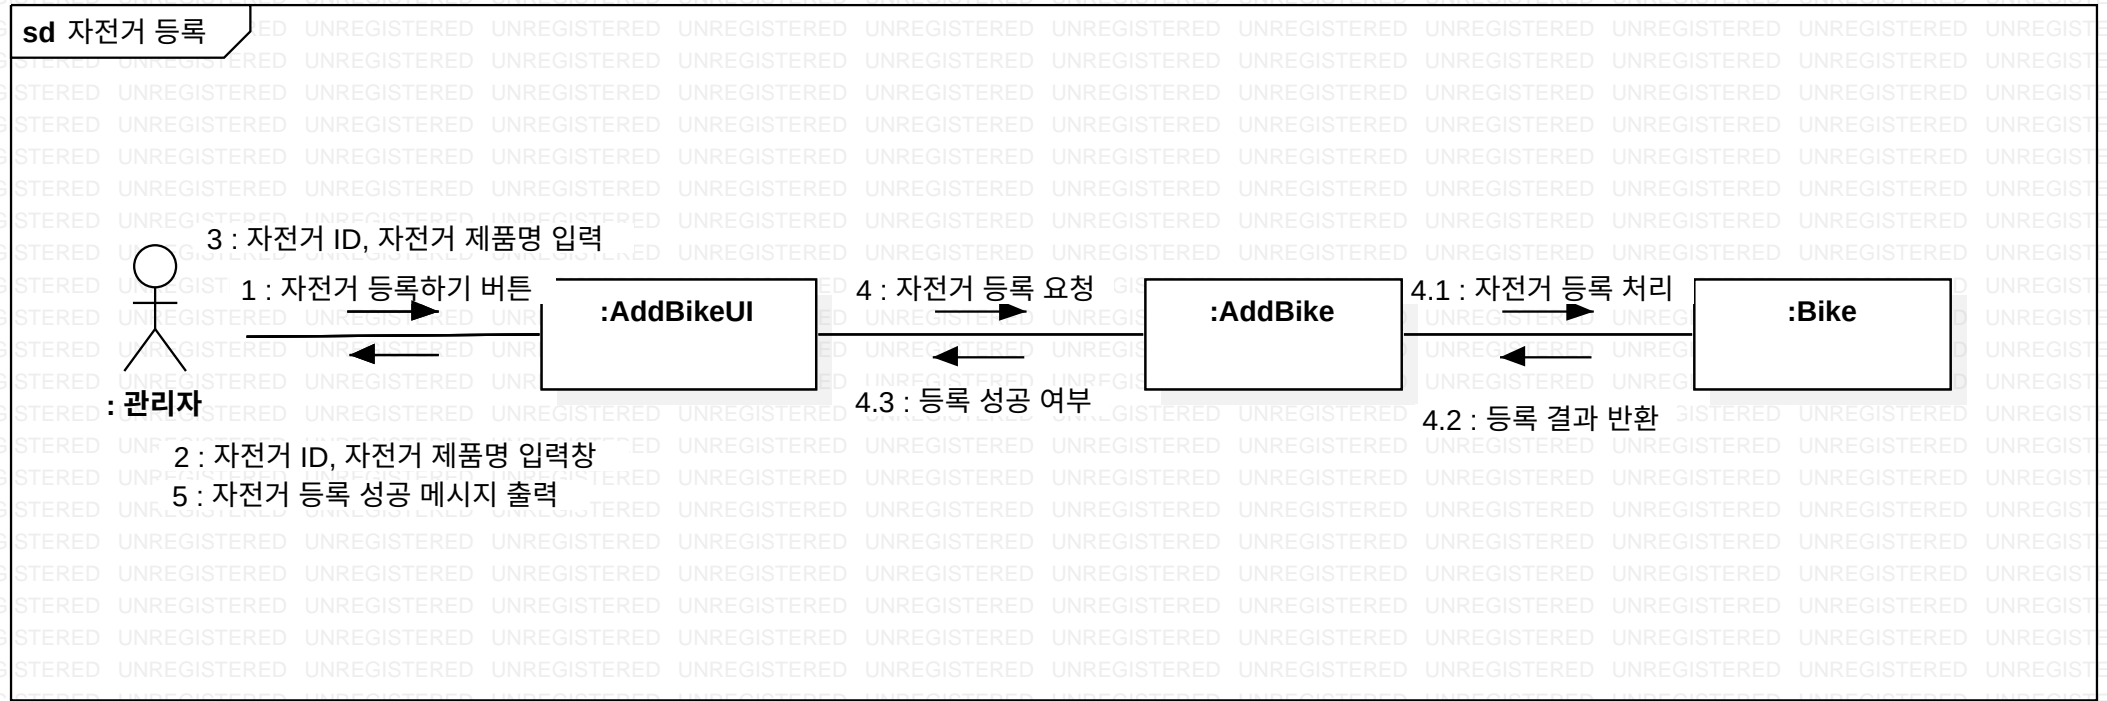 sd 자전거 등록
3 : 자전거 ID, 자전거 제품명 입력
1 : 자전거 등록하기 버튼
: 관리자
2 : 자전거 ID, 자전거 제품명 입력창
5 : 자전거 등록 성공 메시지 출력
:AddBikeUI
4 : 자전거 등록 요청
4.3 : 등록 성공 여부
:AddBike
4.1 : 자전거 등록 처리
4.2 : 등록 결과 반환
:Bike
UNREGISTERED